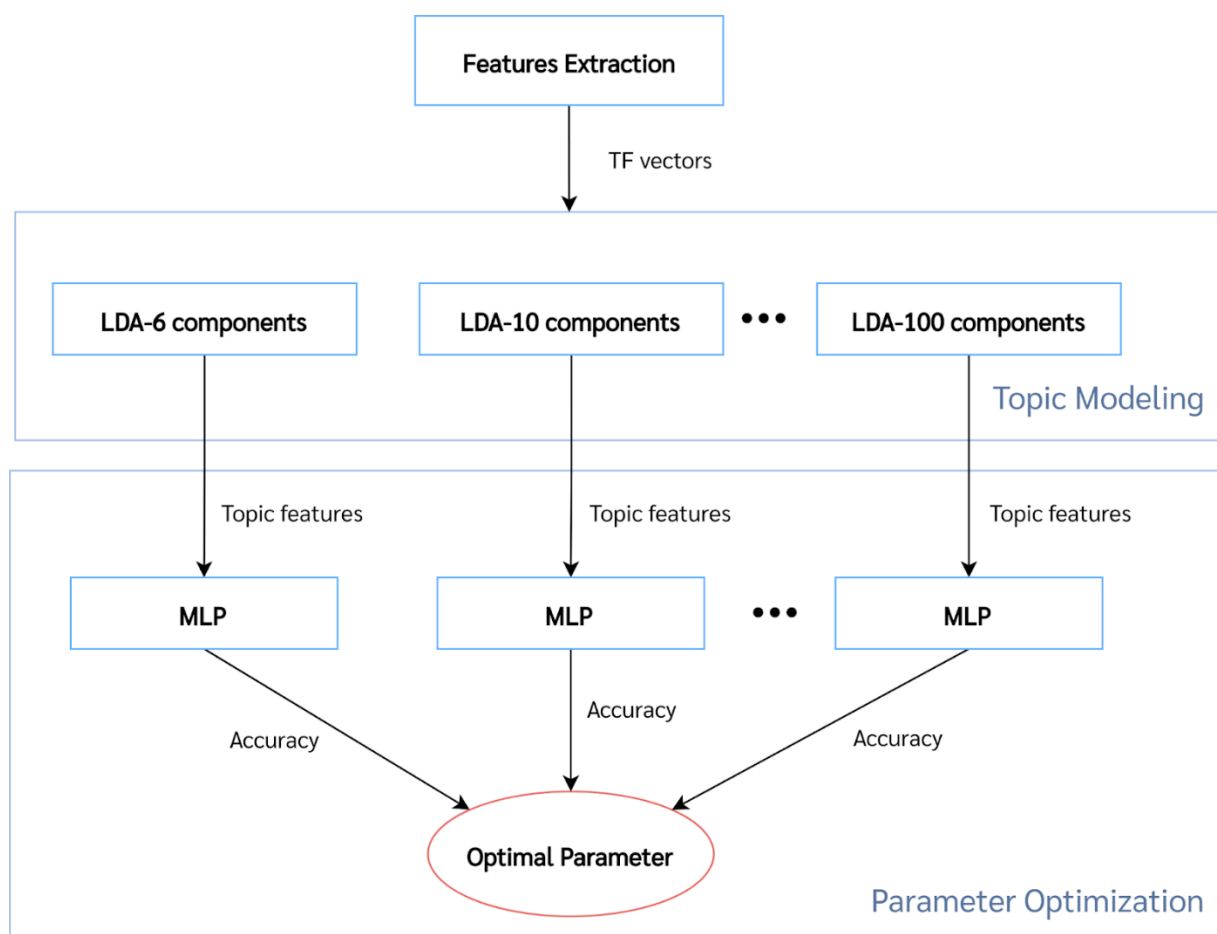 Features Extraction
TF vectors
LDA-6 components
LDA-10 components
LDA-100 components
Topic Modeling
Topic features
Topic features
Topic features
MLP
MLP
MLP
Accuracy
Accuracy
Accuracy
Optimal Parameter
Parameter Optimization